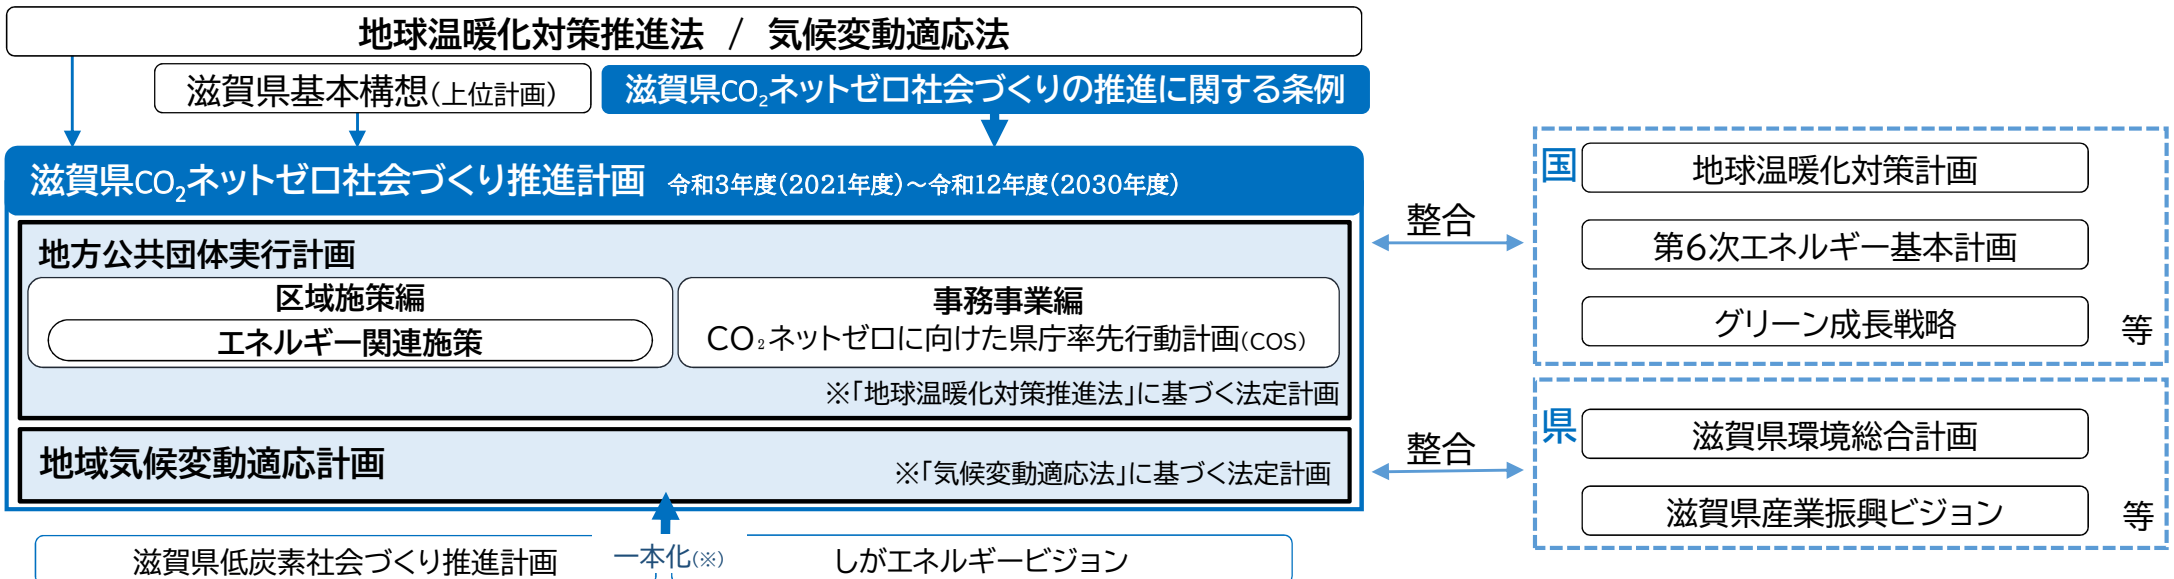 地球温暖化対策推進法 / 気候変動適応法
滋賀県基本構想(上位計画)
滋賀県CO₂ネットゼロ社会づくりの推進に関する条例
滋賀県CO₂ネットゼロ社会づくり推進計画 令和3年度(2021年度)～令和12年度(2030年度)
地方公共団体実行計画
区域施策編
エネルギー関連施策
事務事業編
CO₂ネットゼロに向けた県庁率先行動計画(COS)
※「地球温暖化対策推進法」に基づく法定計画
地域気候変動適応計画
※「気候変動適応法」に基づく法定計画
滋賀県低炭素社会づくり推進計画
一本化(※)
しがエネルギービジョン
整合
国
地球温暖化対策計画
第6次エネルギー基本計画
グリーン成長戦略
等
整合
県
滋賀県環境総合計画
滋賀県産業振興ビジョン
等